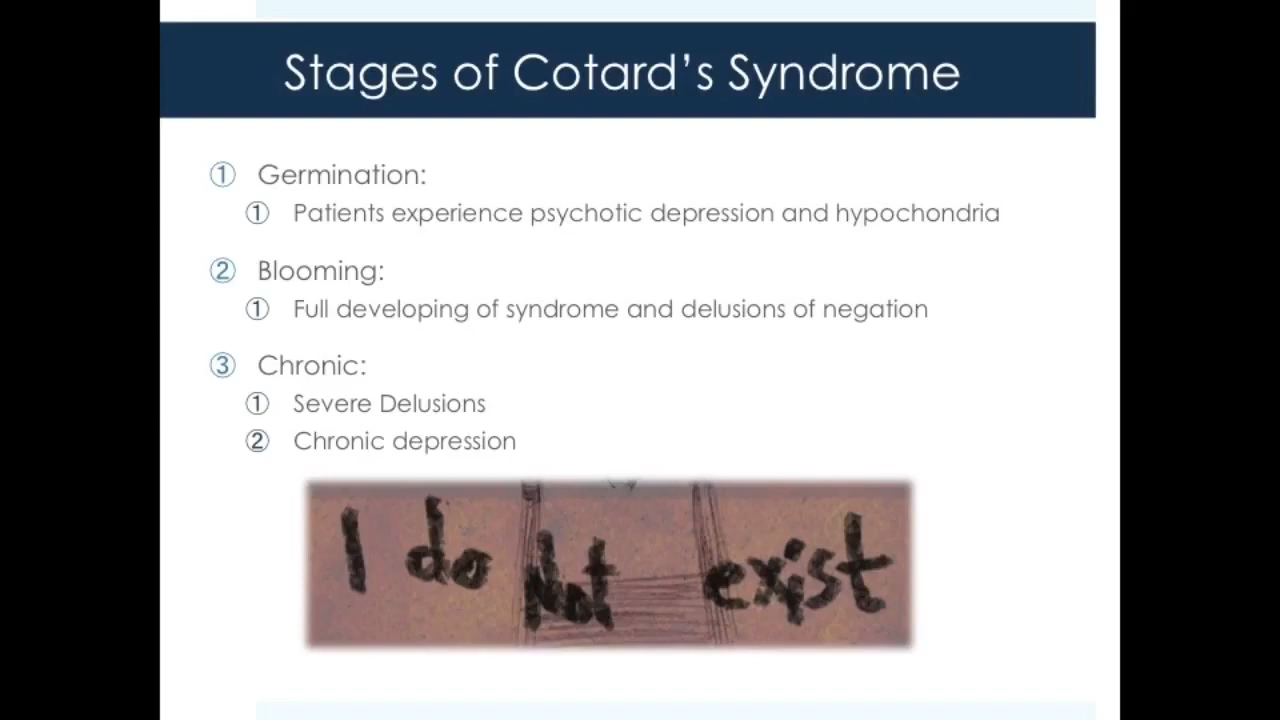 Stages of Cotard's Syndrome
① Germination:
① Patients experience psychotic depression and hypochondria
② Blooming:
① Full developing of syndrome and delusions of negation
③ Chronic:
① Severe Delusions
② Chronic depression
I do Not exist